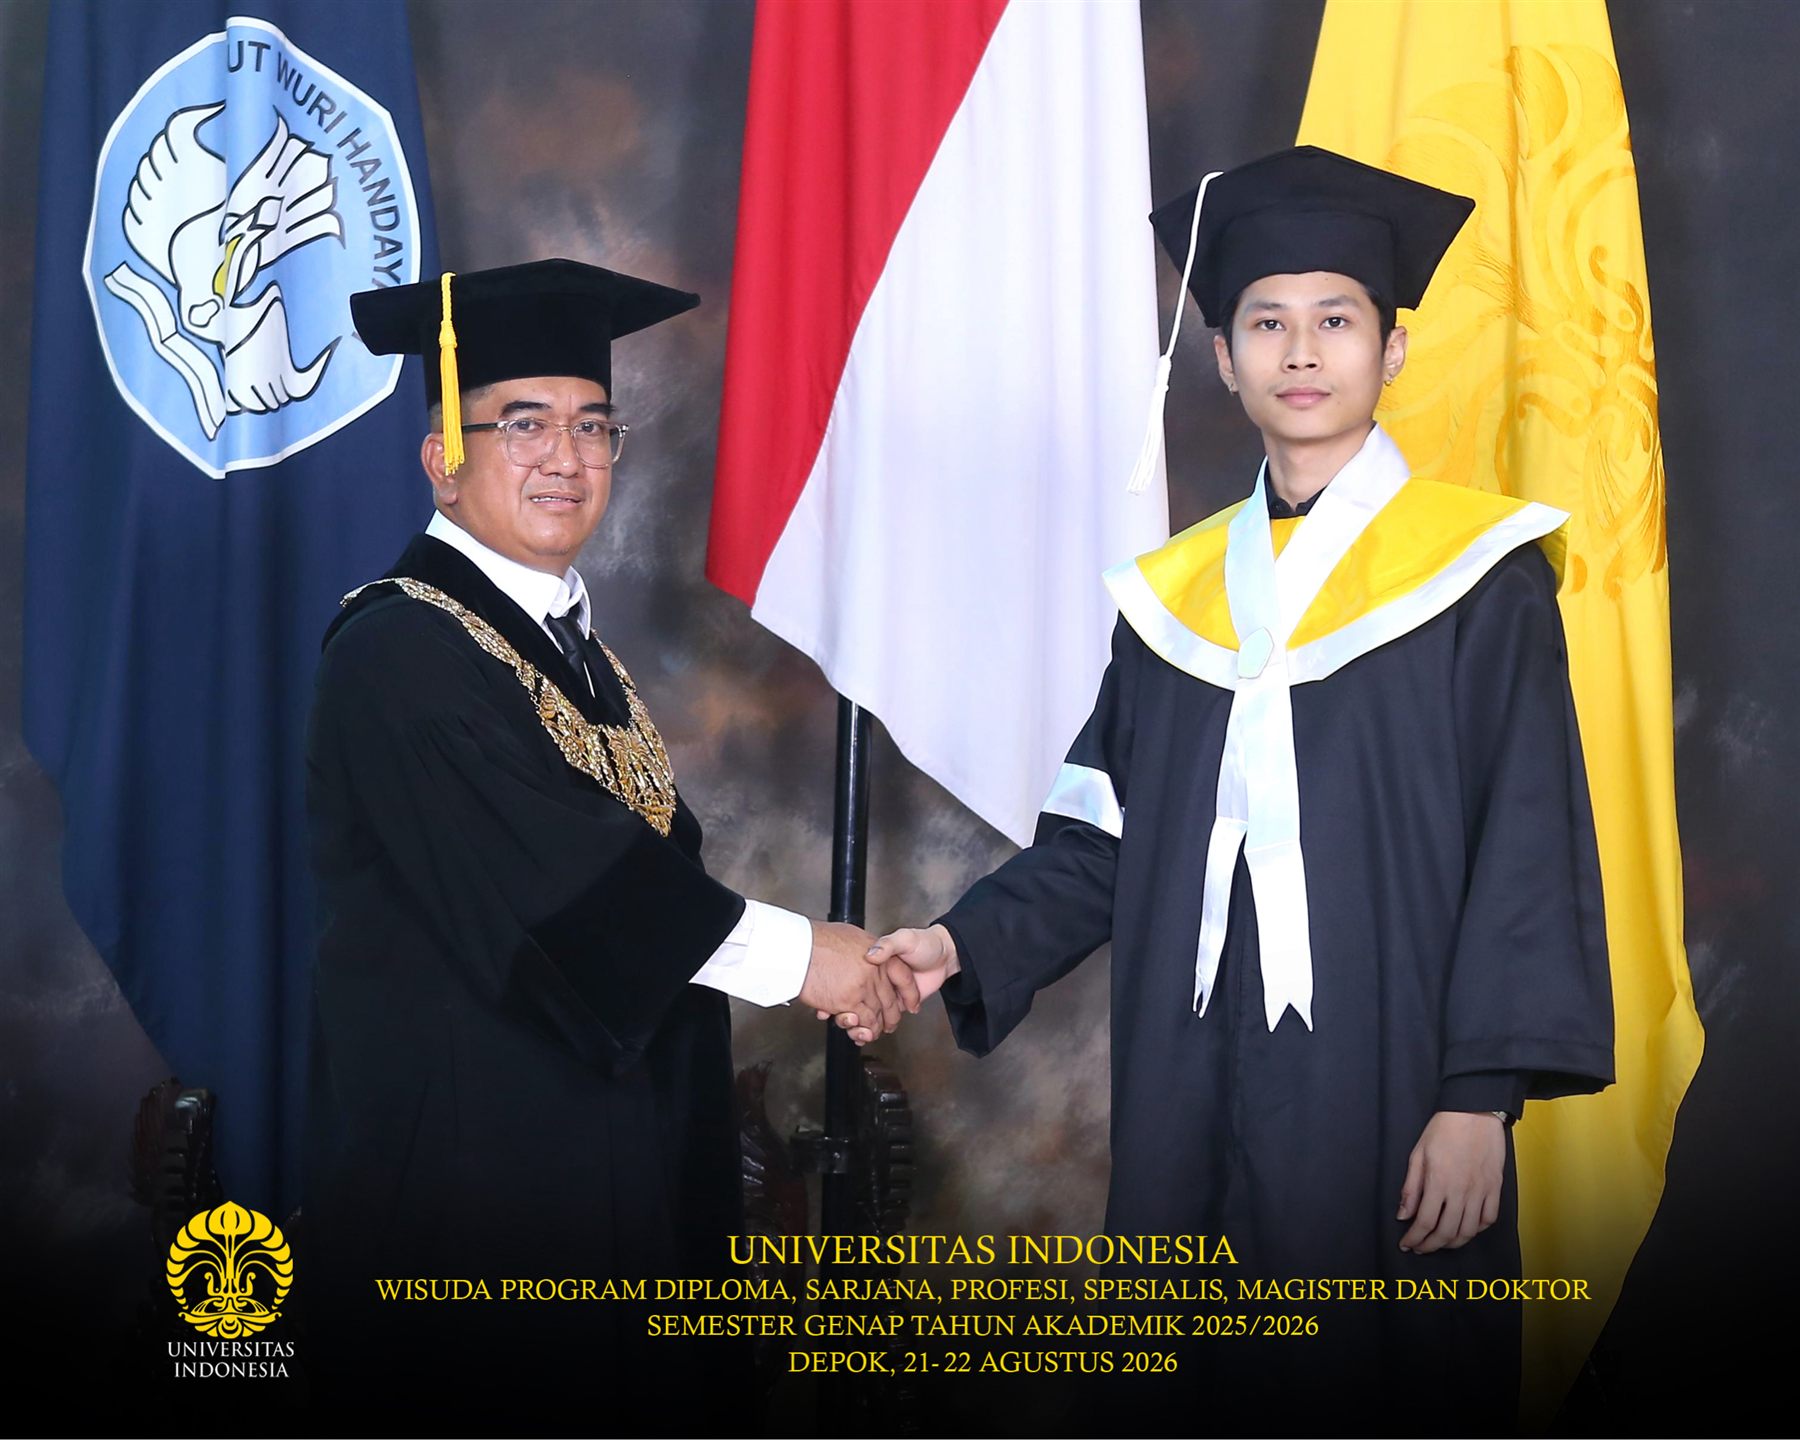 UT WURI HANDAYA
UNIVERSITAS INDONESIA
WISUDA PROGRAM DIPLOMA, SARJANA, PROFESI, SPESIALIS, MAGISTER DAN DOKTOR
SEMESTER GENAP TAHUN AKADEMIK 2025/2026
DEPOK, 21-22 AGUSTUS 2026
UNIVERSITAS
INDONESIA